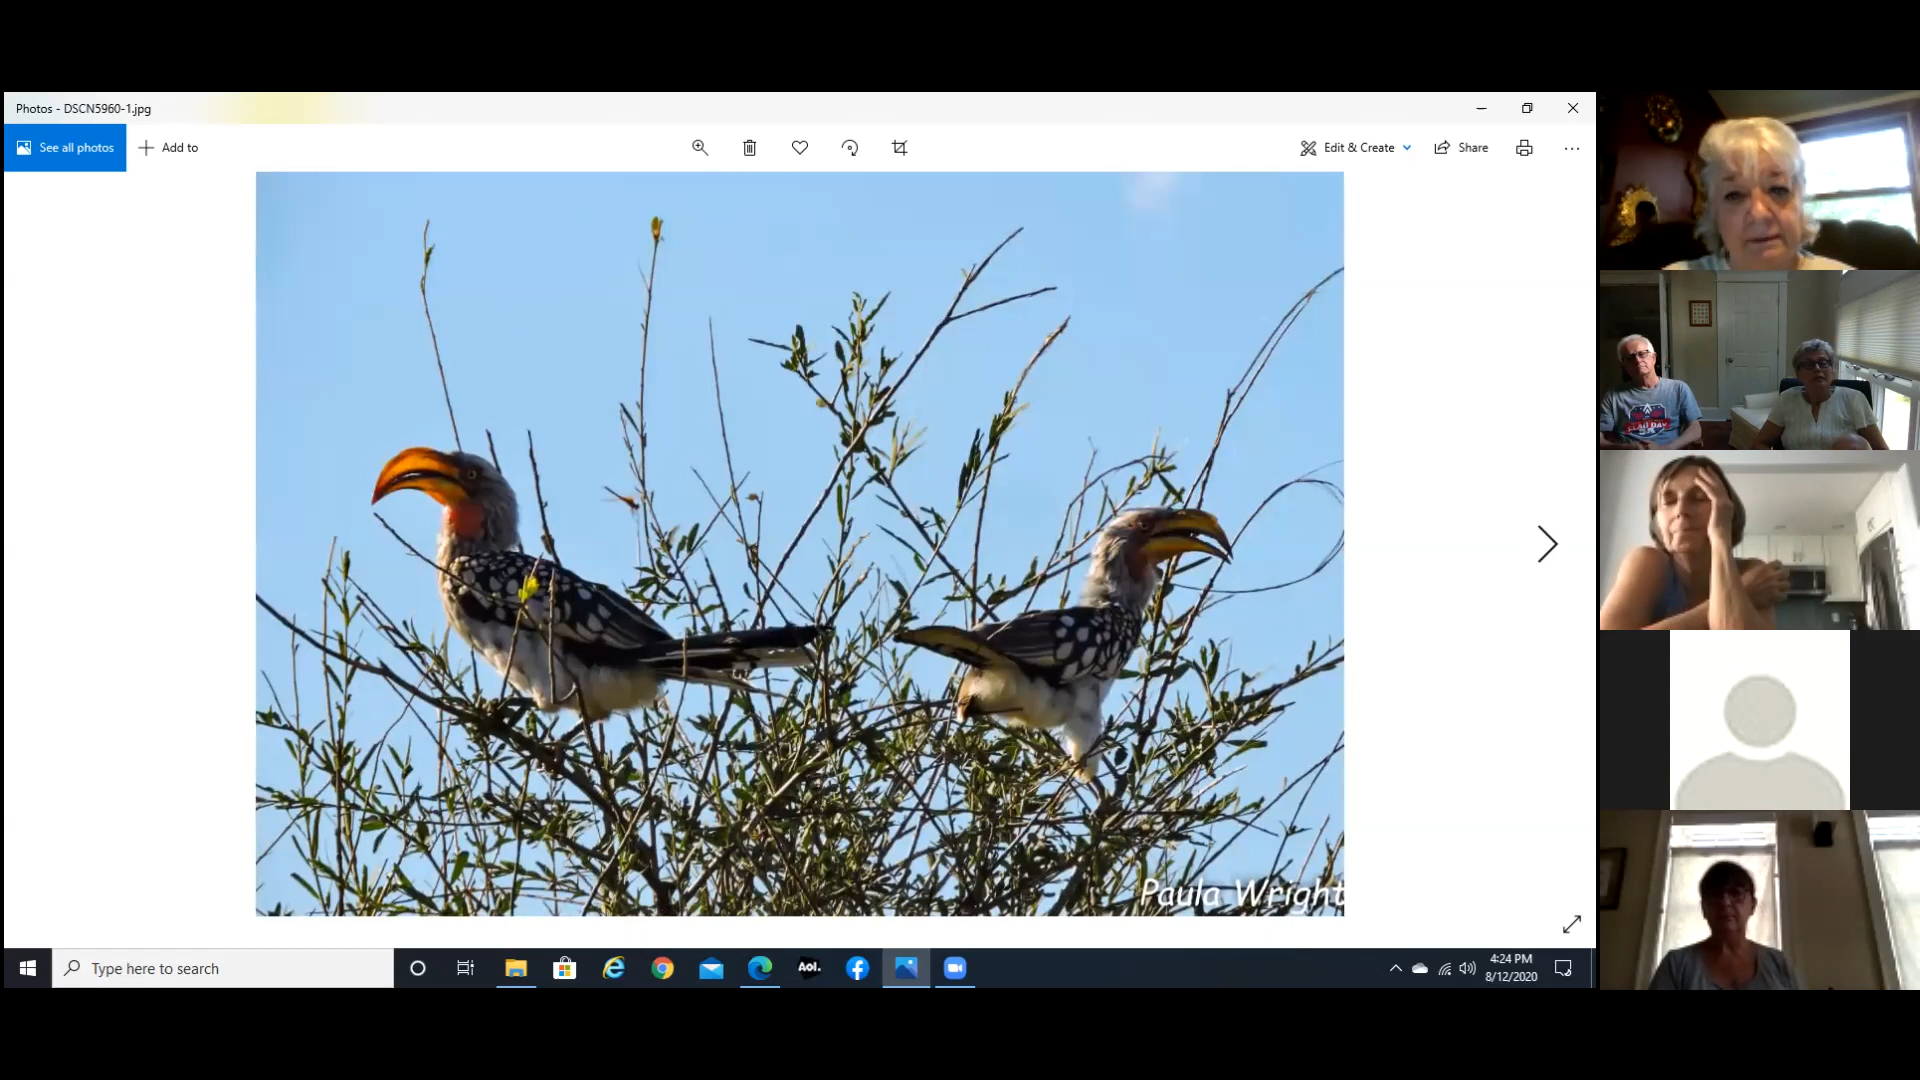 Photos - DSCN5960-1.jpg
See all photos
Add to
Edit & Create
Share
Paula Wright
Type here to search
Aol.
4:24 PM
8/12/2020